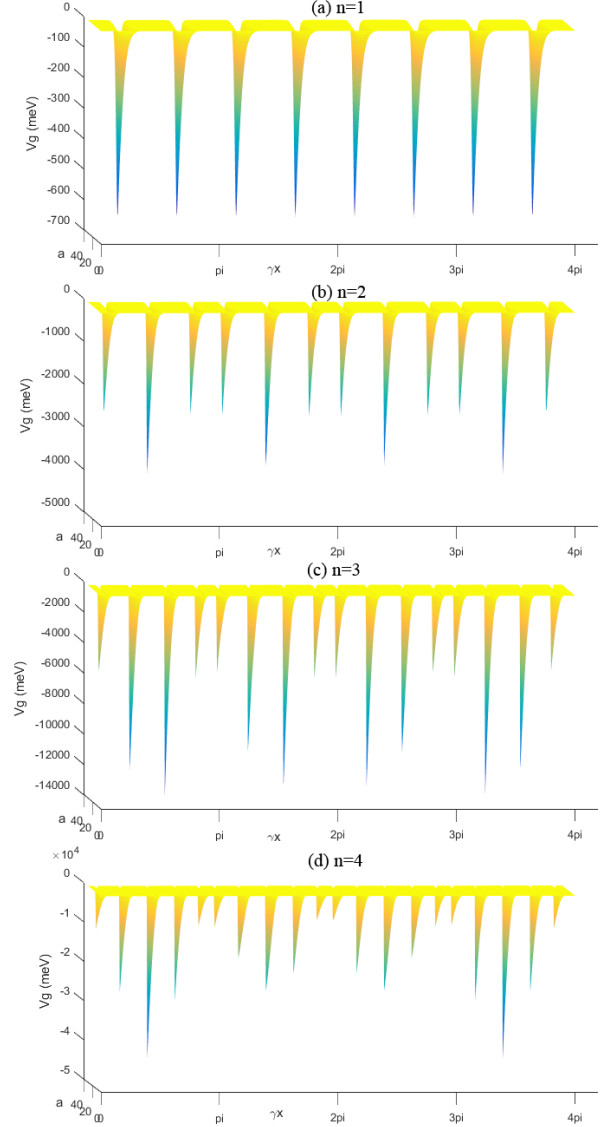 (a) n=1
0
-100
-200
-300
-400
-500
-600
-700
Vg (meV)
a 40
20
0 0 pi γx 2pi 3pi 4pi
(b) n=2
0
-1000
-2000
-3000
-4000
-5000
Vg (meV)
a 40
20
0 0 pi γx 2pi 3pi 4pi
(c) n=3
0
-2000
-4000
-6000
-8000
-10000
-12000
-14000
Vg (meV)
a 40
20
0 0 pi γx 2pi 3pi 4pi
(d) n=4
×10⁴
0
-1
-2
-3
-4
-5
Vg (meV)
a 40
20
0 0 pi γx 2pi 3pi 4pi